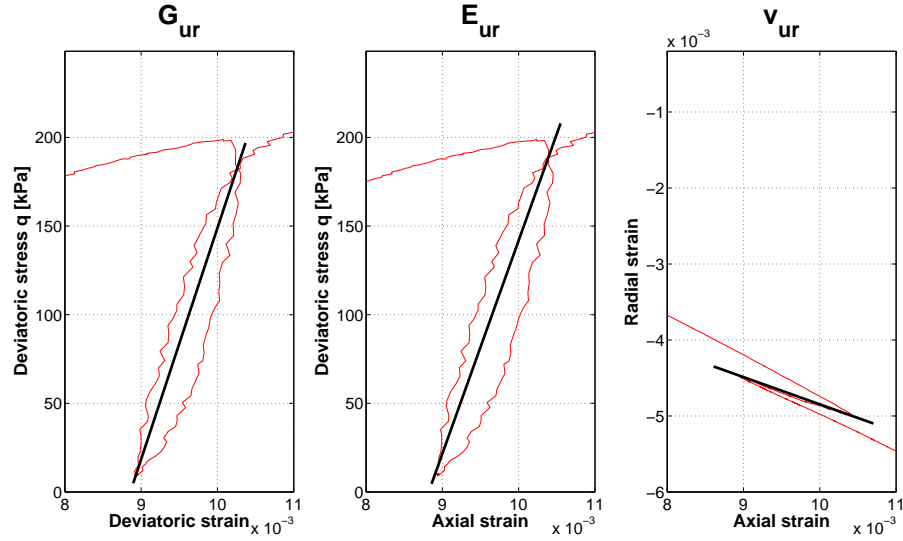 G_ur
E_ur
ν_ur
Deviatoric stress q [kPa]
200
150
100
50
0
8 9 10 11
Deviatoric strain
x 10⁻³
Deviatoric stress q [kPa]
200
150
100
50
0
8 9 10 11
Axial strain
x 10⁻³
x 10⁻³
Radial strain
−1
−2
−3
−4
−5
−6
8 9 10 11
Axial strain
x 10⁻³